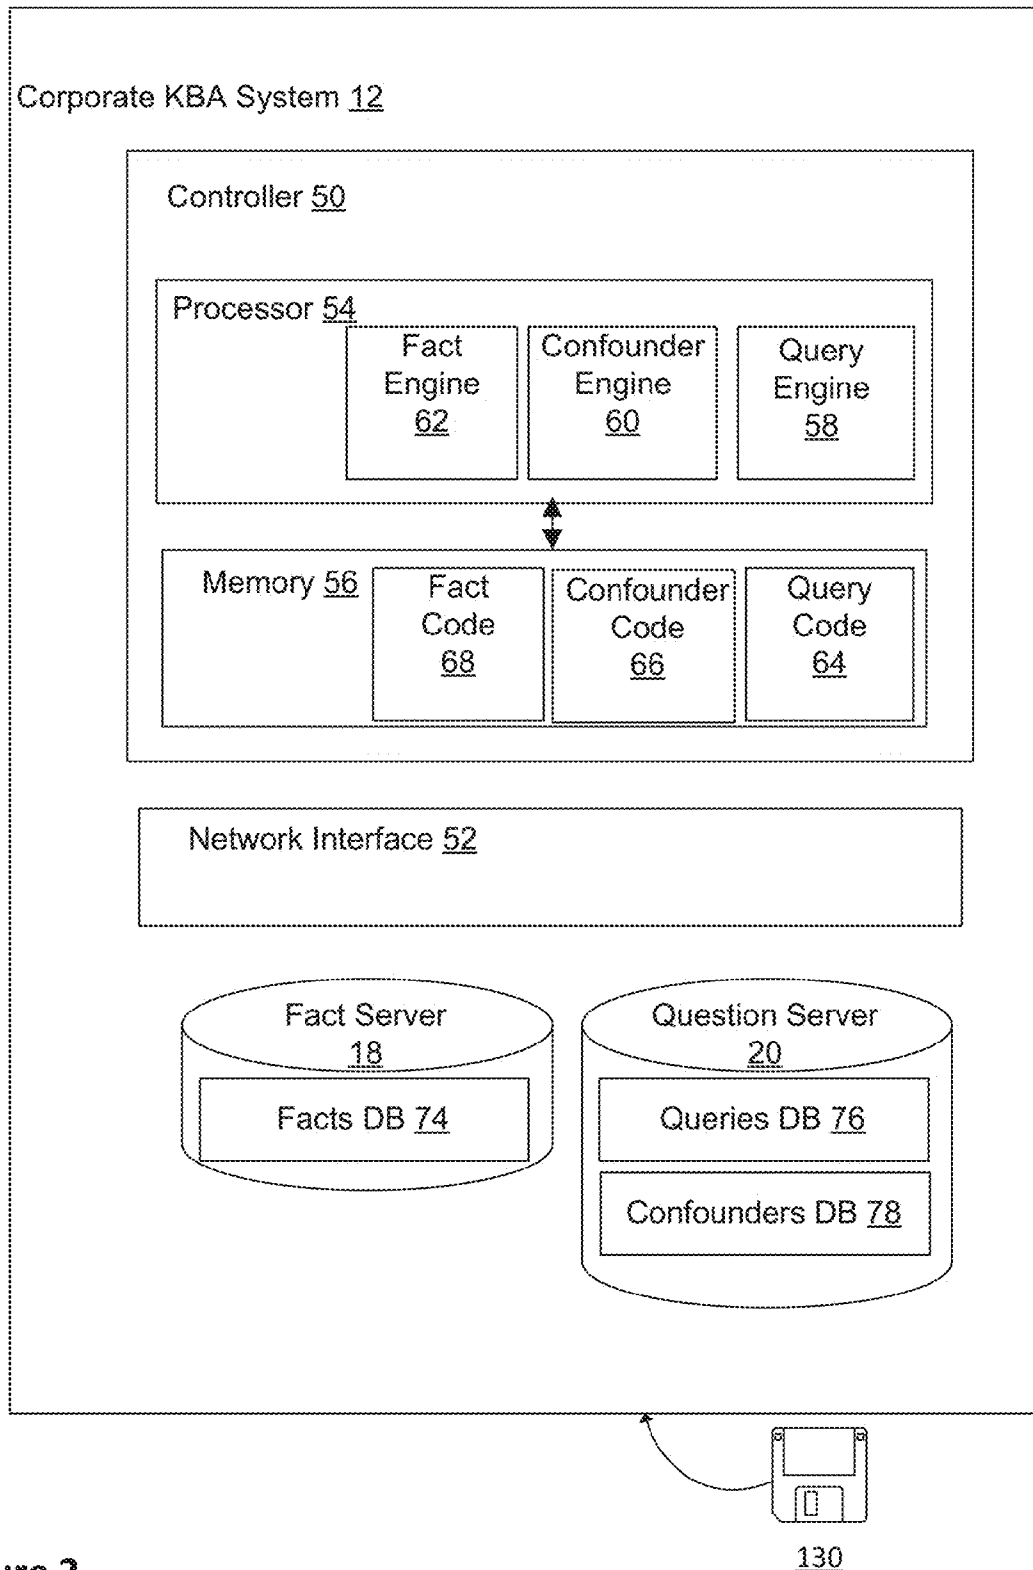 Corporate KBA System 12
Controller 50
Processor 54
Fact
Engine
62
Confounder
Engine
60
Query
Engine
58
Memory 56
Fact
Code
68
Confounder
Code
66
Query
Code
64
Network Interface 52
Fact Server
18
Facts DB 74
Question Server
20
Queries DB 76
Confounders DB 78
130